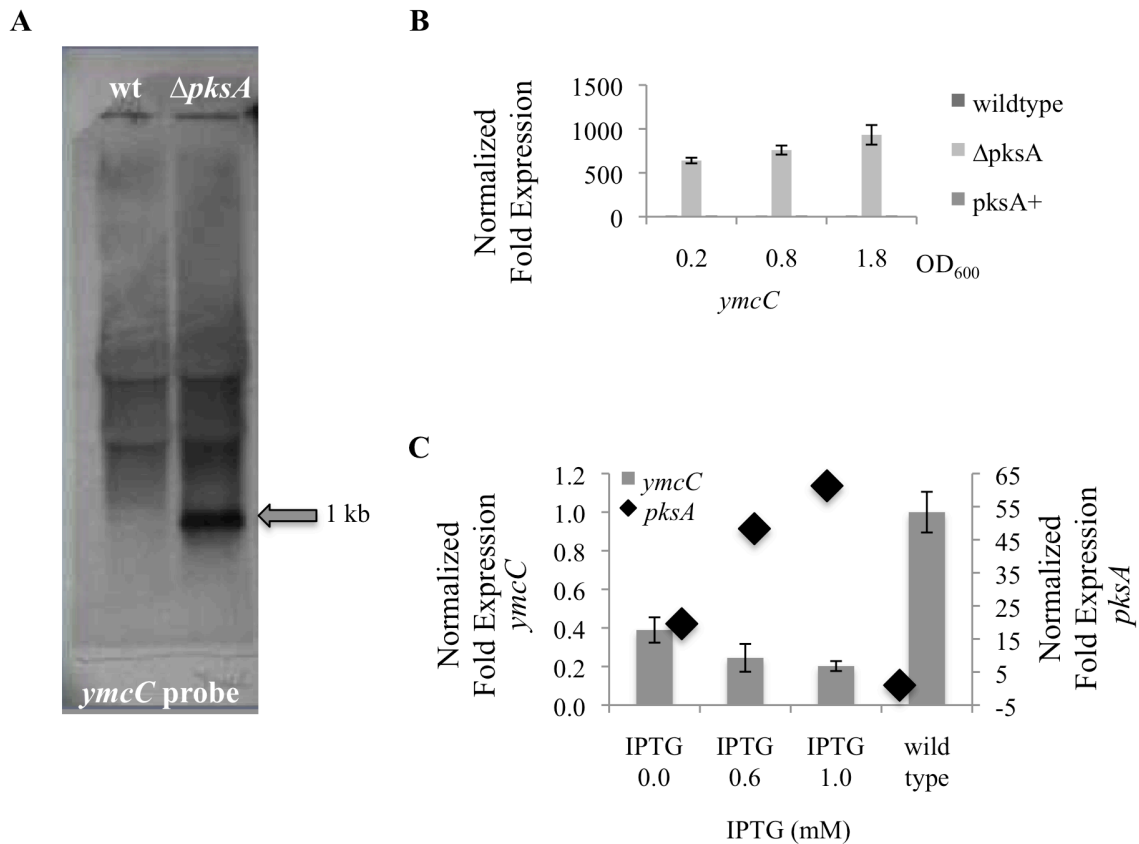 A
wt ΔpksA
1 kb
ymcC probe
B
Normalized
Fold Expression
1500
1000
500
0
0.2 0.8 1.8 OD600
ymcC
wildtype
ΔpksA
pksA+
C
Normalized
Fold Expression
ymcC
1.2
1.0
0.8
0.6
0.4
0.2
0.0
ymcC
pksA
65
55
45
35
25
15
5
-5
Normalized
Fold Expression
pksA
IPTG IPTG IPTG wild
0.0 0.6 1.0 type
IPTG (mM)